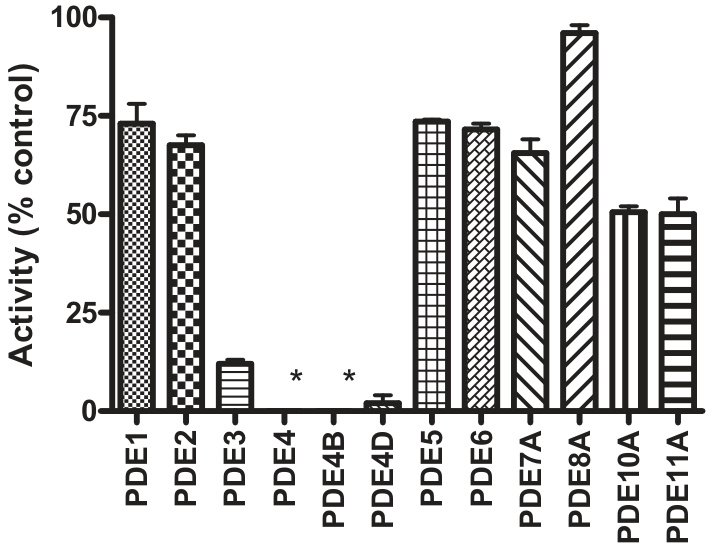 Activity (% control)
100
75
50
25
0
* *
PDE1
PDE2
PDE3
PDE4
PDE4B
PDE4D
PDE5
PDE6
PDE7A
PDE8A
PDE10A
PDE11A